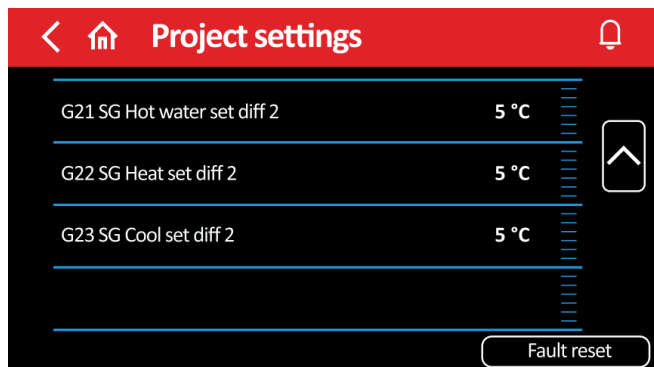 Project settings
G21 SG Hot water set diff 2 5 °C
G22 SG Heat set diff 2 5 °C
G23 SG Cool set diff 2 5 °C
Fault reset